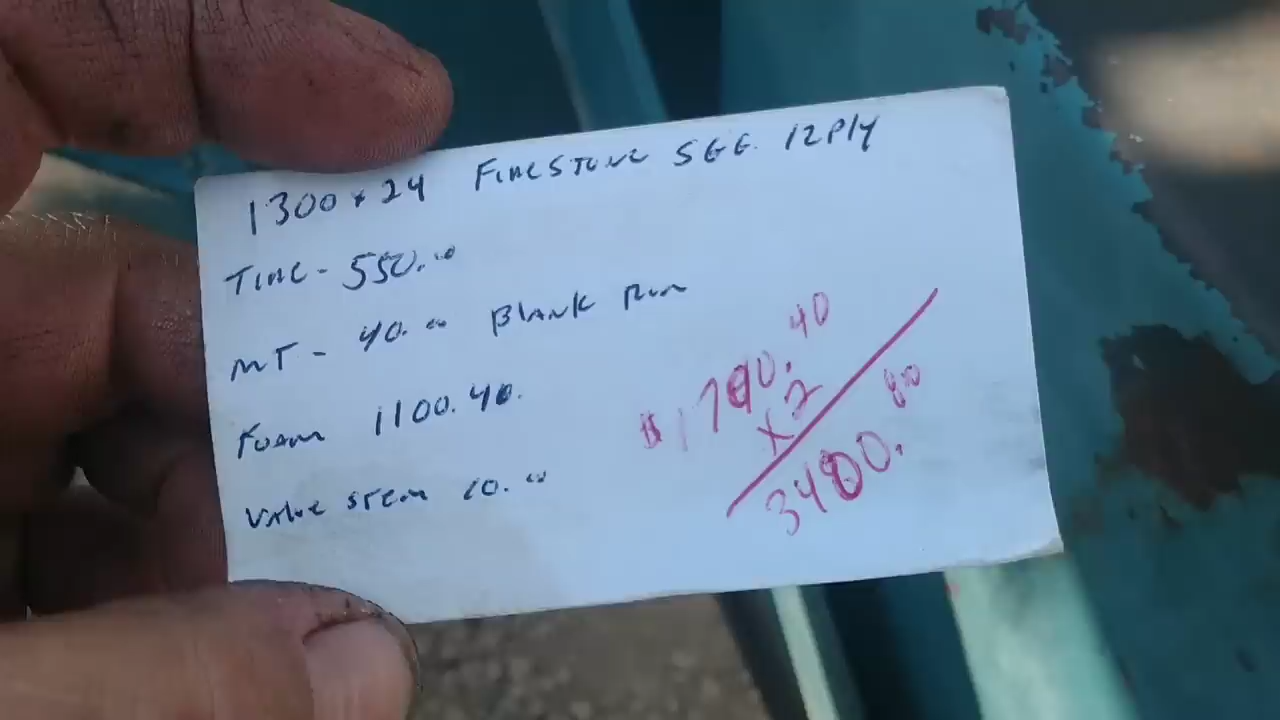 1300 x 24 FIRESTONE SGG. 12 Ply
TIRE - 550.00
MT - 40.00 BLANK RIM
FOAM 1100.40.
VALVE STEM 10.00
$1700.40
x 2
3400.80